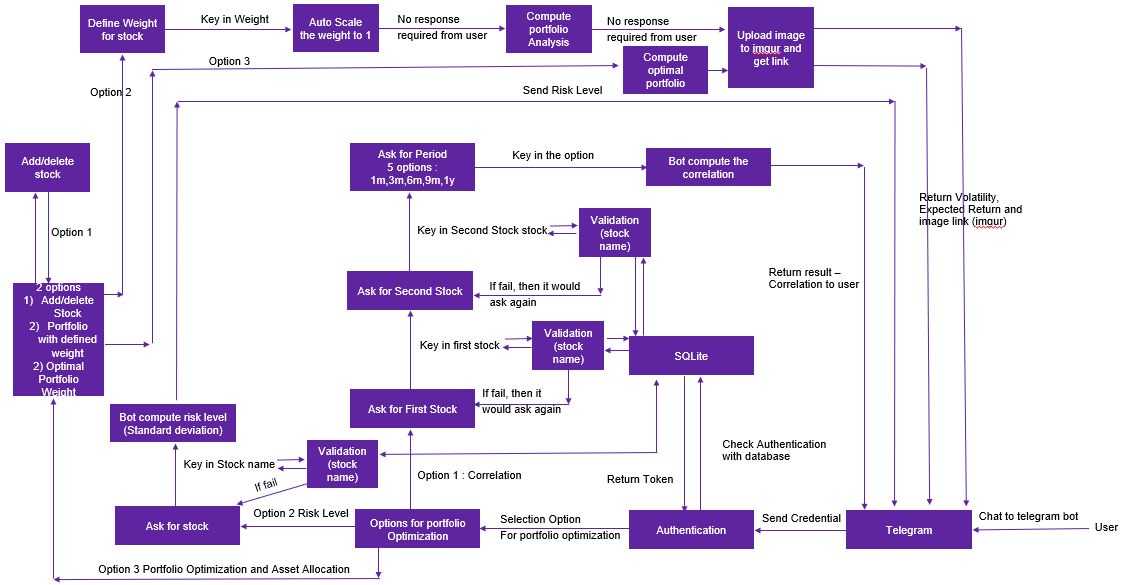 Define Weight
for stock
Key in Weight
Auto Scale
the weight to 1
No response
required from user
Compute
portfolio
Analysis
No response
required from user
Upload image
to imgur and
get link
Option 3
Compute
optimal
portfolio
Option 2
Send Risk Level
Add/delete
stock
Ask for Period
5 options :
1m,3m,6m,9m,1y
Key in the option
Bot compute the
correlation
Return Volatility,
Expected Return and
image link (imgur)
Option 1
Key in Second Stock stock
Validation
(stock
name)
Return result –
Correlation to user
2 options
1) Add/delete
Stock
2) Portfolio
with defined
weight
2) Optimal
Portfolio
Weight
Ask for Second Stock
If fail, then it would
ask again
Key in first stock
Validation
(stock
name)
SQLite
Ask for First Stock
If fail, then it
would ask again
Bot compute risk level
(Standard deviation)
Key in Stock name
Validation
(stock
name)
If fail
Option 1 : Correlation
Return Token
Check Authentication
with database
Ask for stock
Option 2 Risk Level
Options for portfolio
Optimization
Selection Option
For portfolio optimization
Authentication
Send Credential
Telegram
Chat to telegram bot
User
Option 3 Portfolio Optimization and Asset Allocation